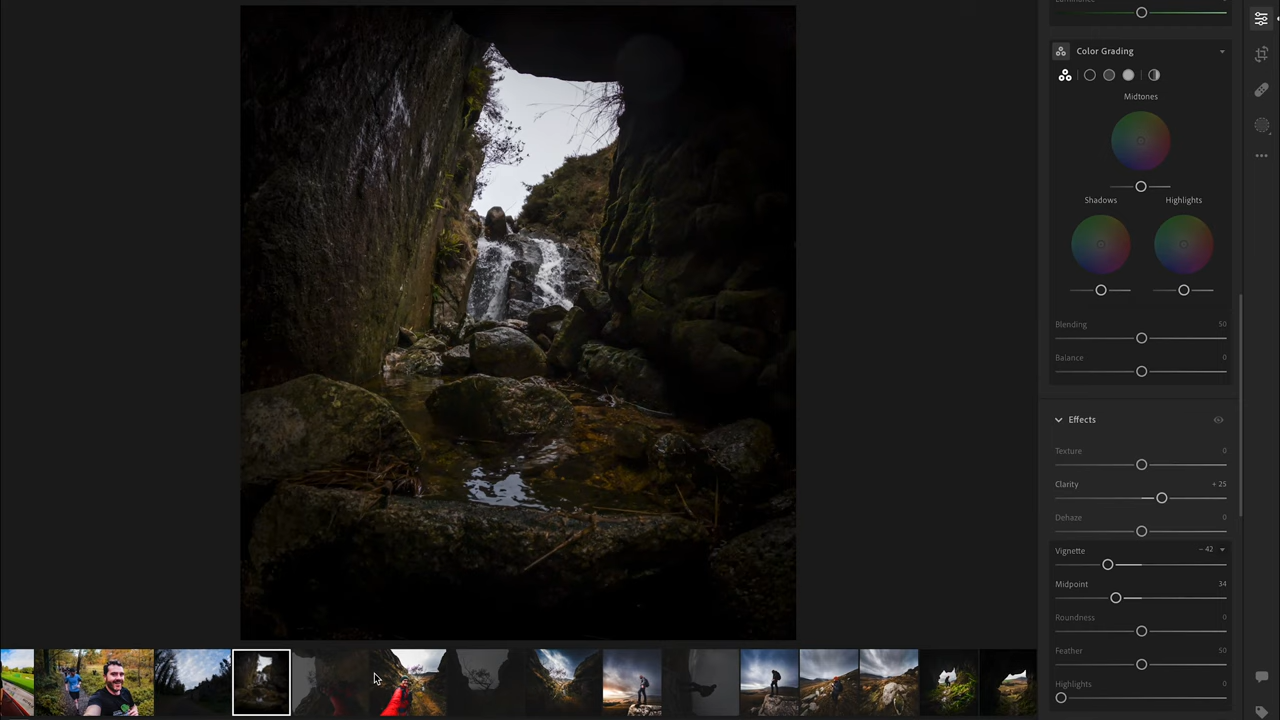 Color Grading
Midtones
Shadows
Highlights
Blending 50
Balance 0
Effects
Texture 0
Clarity + 25
Dehaze 0
Vignette - 42
Midpoint 34
Roundness 0
Feather 50
Highlights 0